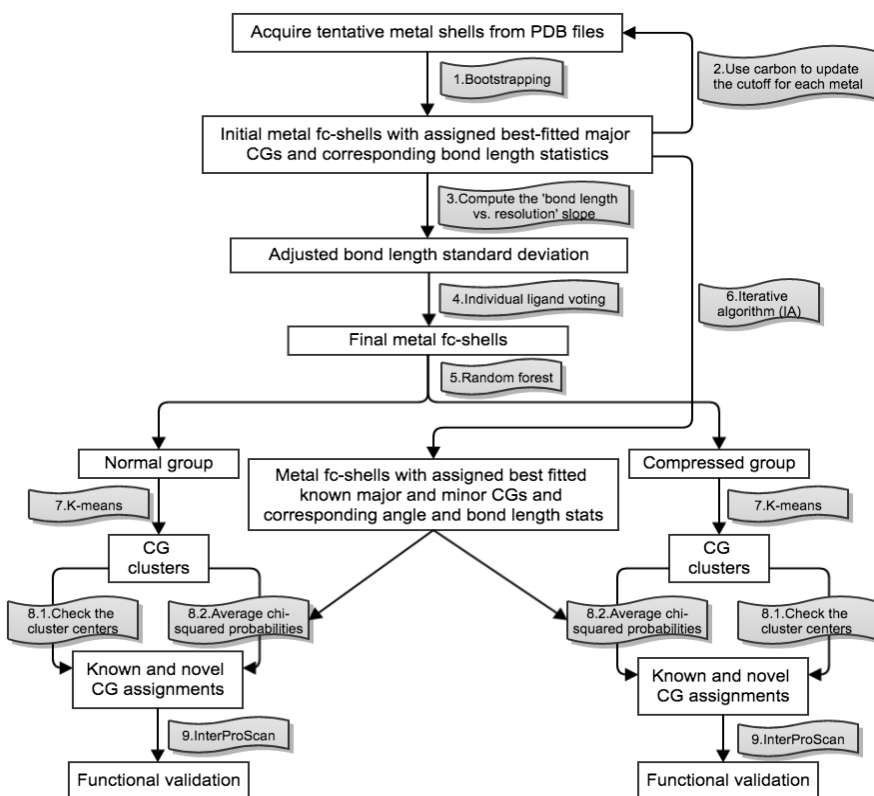 Acquire tentative metal shells from PDB files
1.Bootstrapping
2.Use carbon to update
the cutoff for each metal
Initial metal fc-shells with assigned best-fitted major
CGs and corresponding bond length statistics
3.Compute the 'bond length
vs. resolution' slope
Adjusted bond length standard deviation
4.Individual ligand voting
6.Iterative
algorithm (IA)
Final metal fc-shells
5.Random forest
Normal group
Metal fc-shells with assigned best fitted
known major and minor CGs and
corresponding angle and bond length stats
Compressed group
7.K-means
7.K-means
CG
clusters
CG
clusters
8.1.Check the
cluster centers
8.2.Average chi-
squared probabilities
8.2.Average chi-
squared probabilities
8.1.Check the
cluster centers
Known and novel
CG assignments
Known and novel
CG assignments
9.InterProScan
9.InterProScan
Functional validation
Functional validation